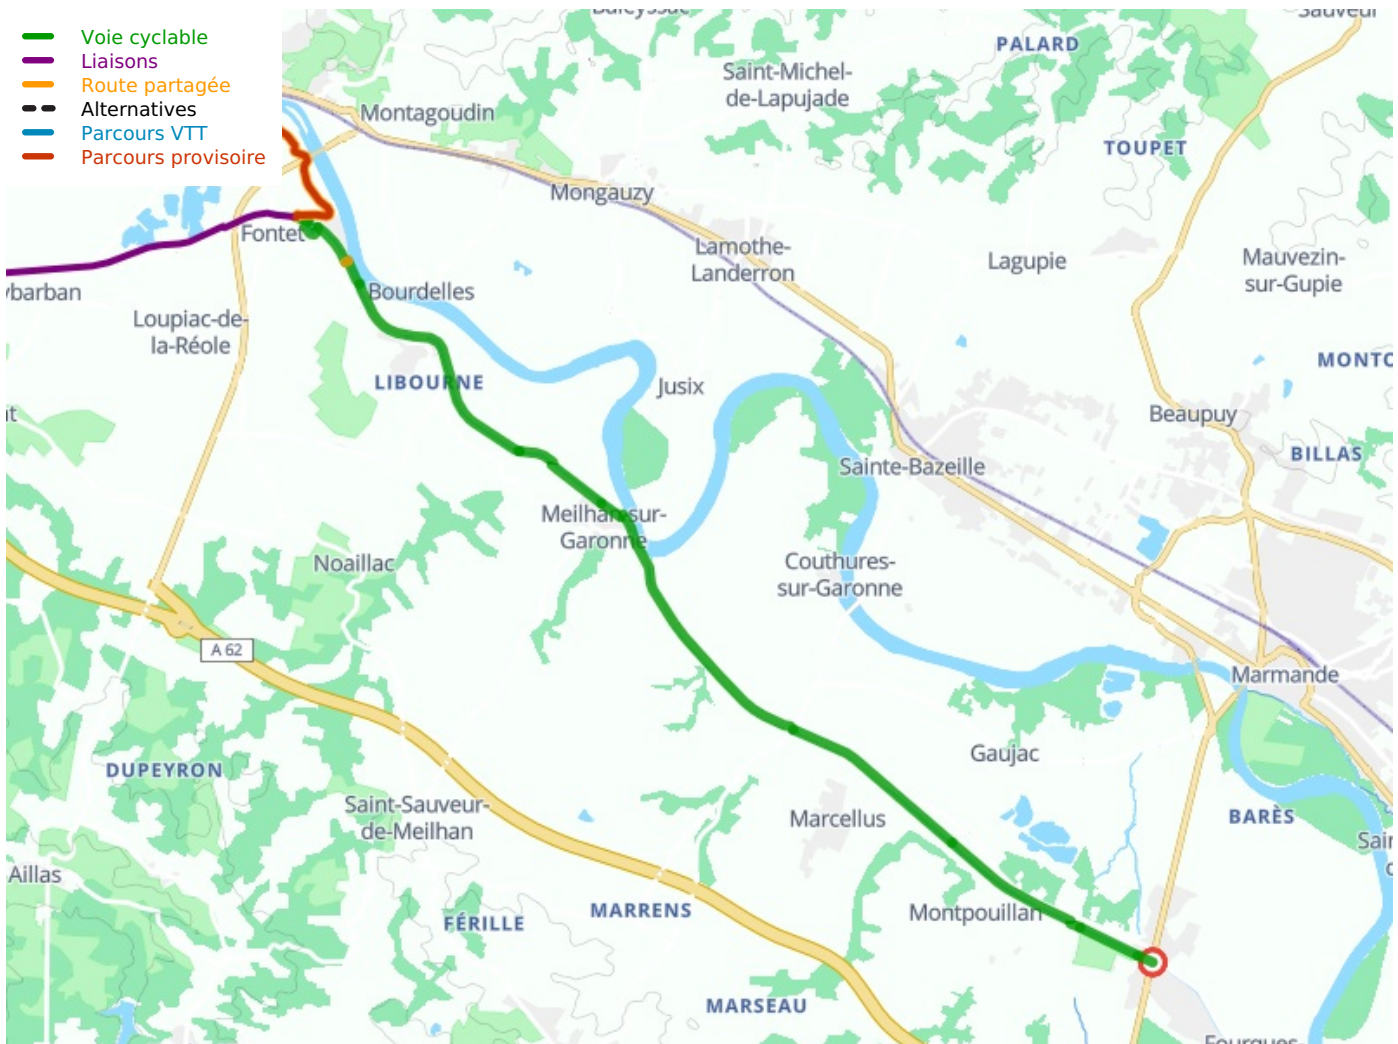 Voie cyclable
Liaisons
Route partagée
Alternatives
Parcours VTT
Parcours provisoire
PALARD
Saint-Michel-
de-Lapujade
Montagoudin
TOUPET
Mongauzy
Fontet
Lamothe-
Landerron
Lagupie
Mauvezin-
sur-Gupie
Bourdelles
Loupiac-de-
la-Réole
LIBOURNE
Jusix
Beaupuy
BILLAS
Sainte-Bazeille
Meilhan-sur-
Garonne
Noaillac
Couthures-
sur-Garonne
A 62
Marmande
Gaujac
DUPEYRON
Saint-Sauveur-
de-Meilhan
Marcellus
BARÈS
Aillas
MARRENS
FÉRILLE
Montpouillan
MARSEAU